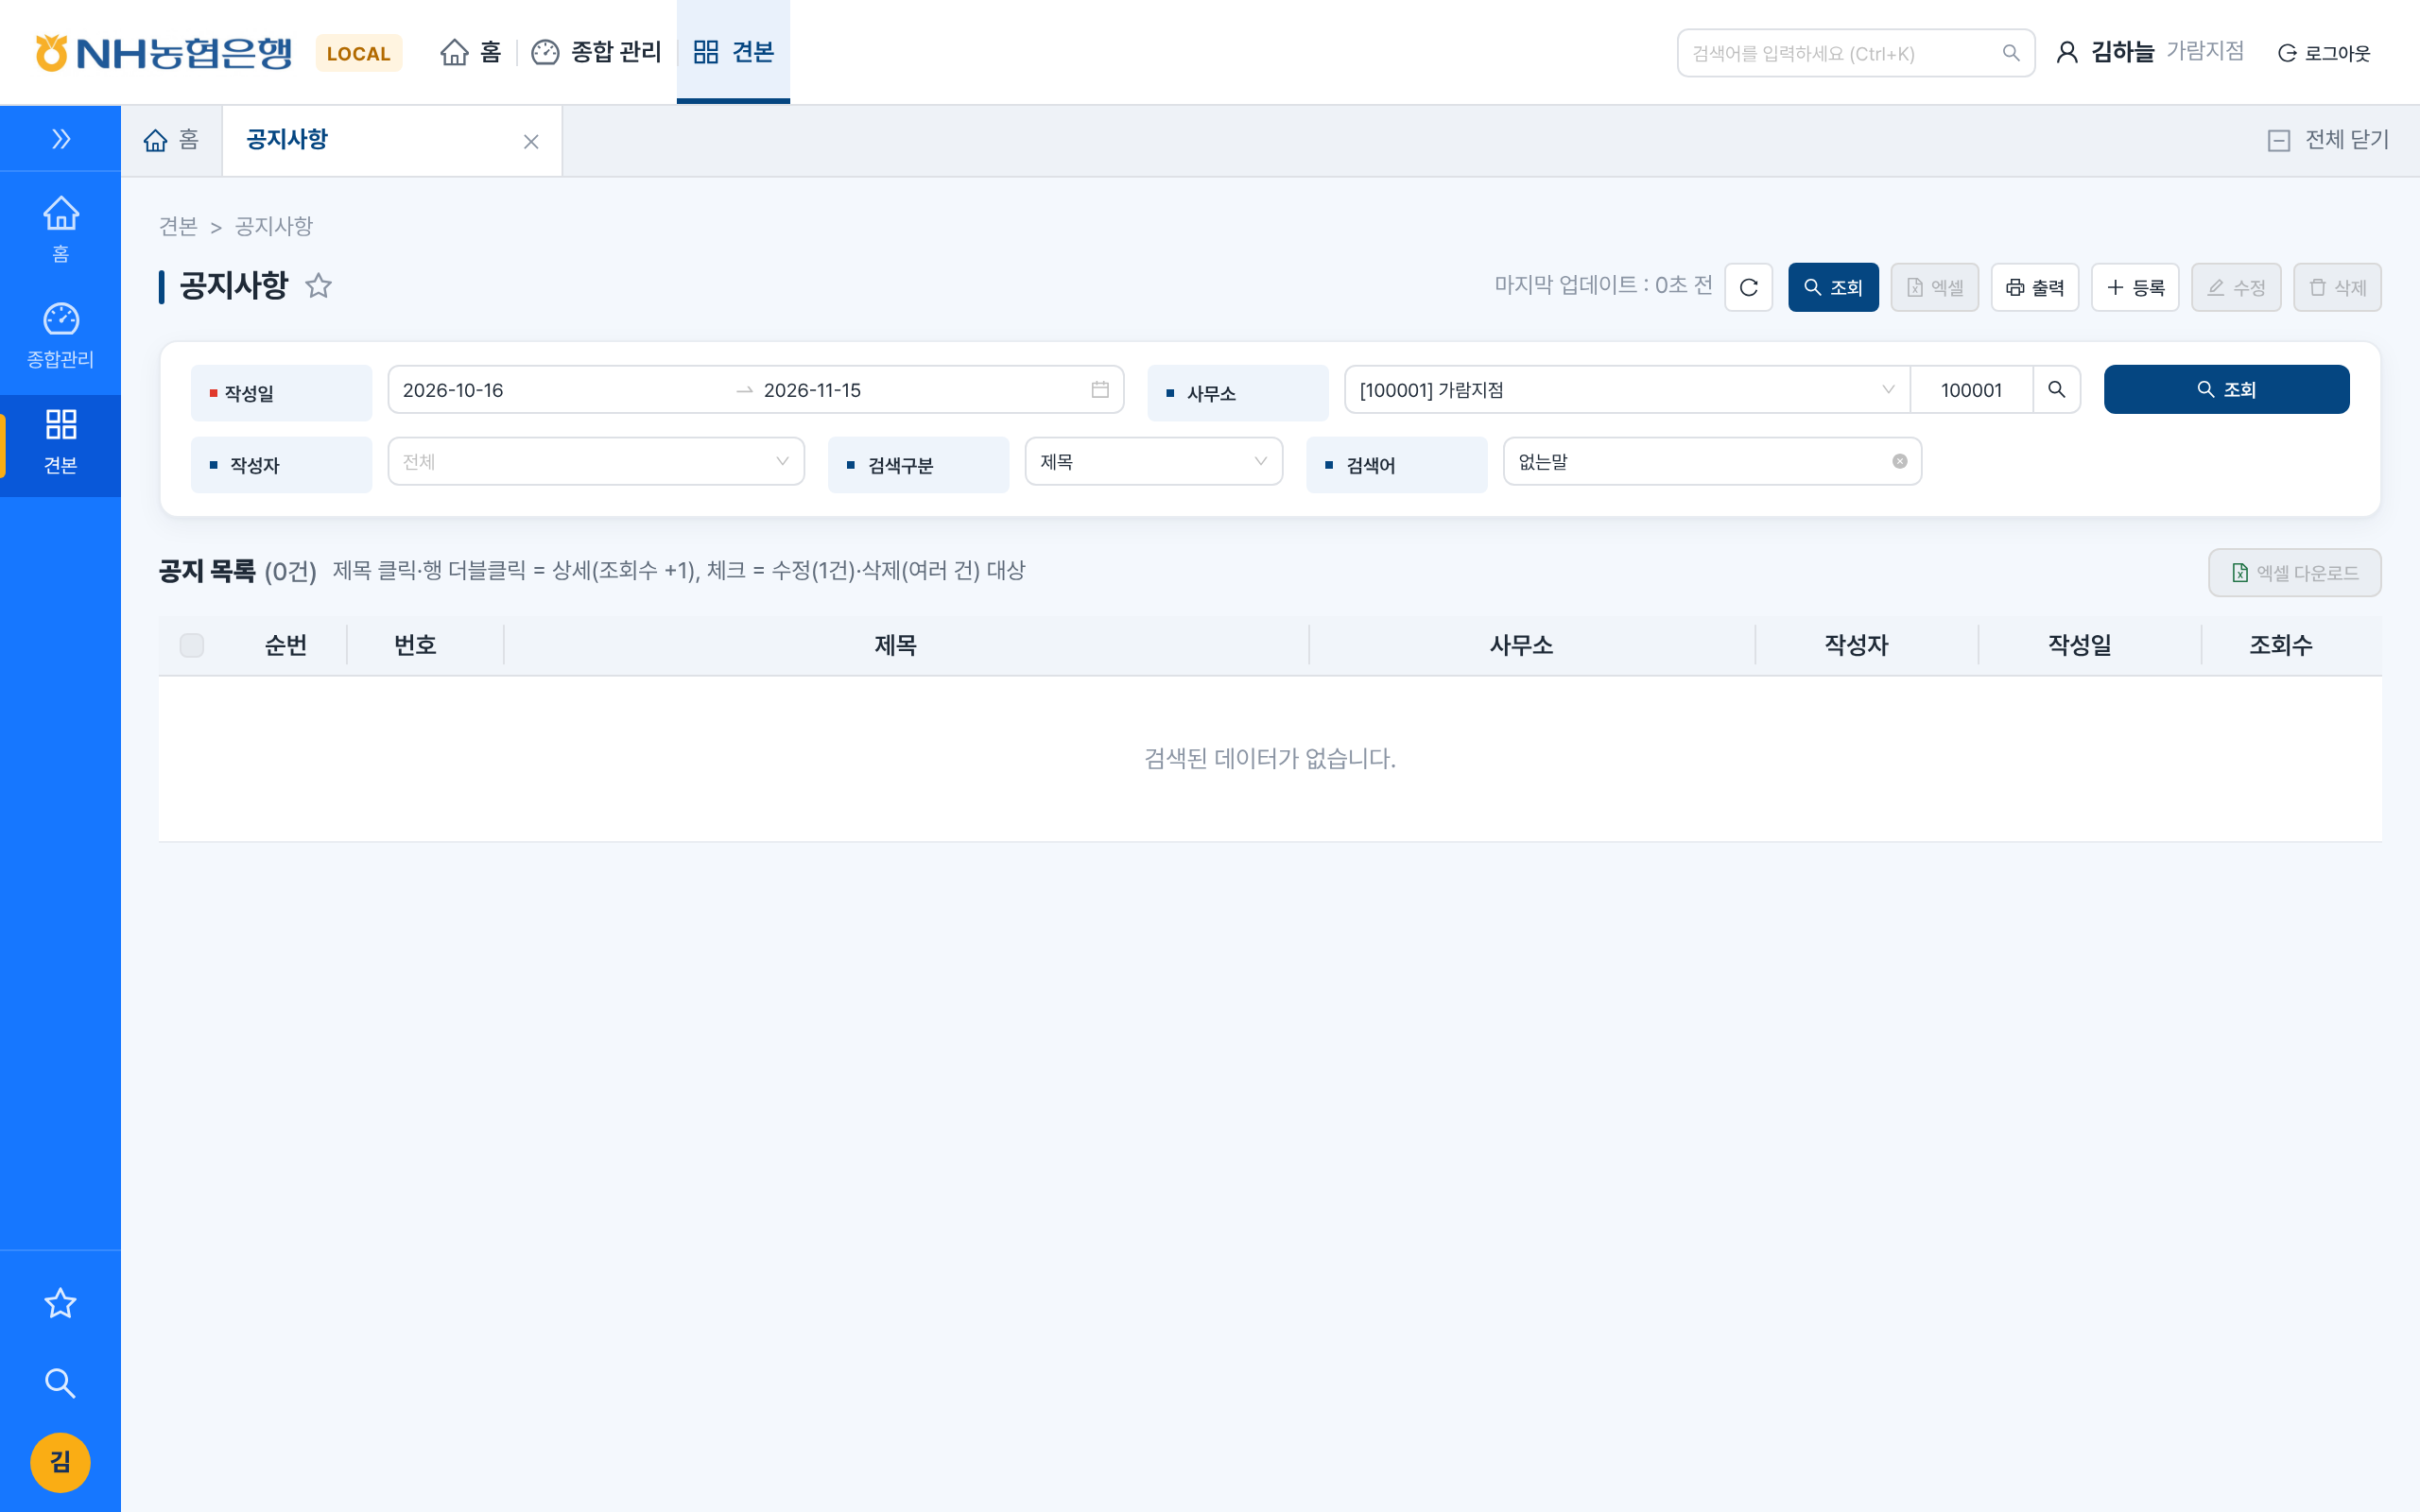 NH농협은행 LOCAL 홈 종합 관리 견본 검색어를 입력하세요 (Ctrl+K) 김하늘 가람지점 로그아웃
홈 공지사항 전체 닫기
홈
종합관리
견본
견본 > 공지사항
공지사항 마지막 업데이트 : 0초 전 조회 엑셀 출력 등록 수정 삭제
작성일 2026-10-16 → 2026-11-15 사무소 [100001] 가람지점 100001 조회
작성자 전체 검색구분 제목 검색어 없는말
공지 목록 (0건) 제목 클릭·행 더블클릭 = 상세(조회수 +1), 체크 = 수정(1건)·삭제(여러 건) 대상 엑셀 다운로드
순번 번호 제목 사무소 작성자 작성일 조회수
검색된 데이터가 없습니다.
김